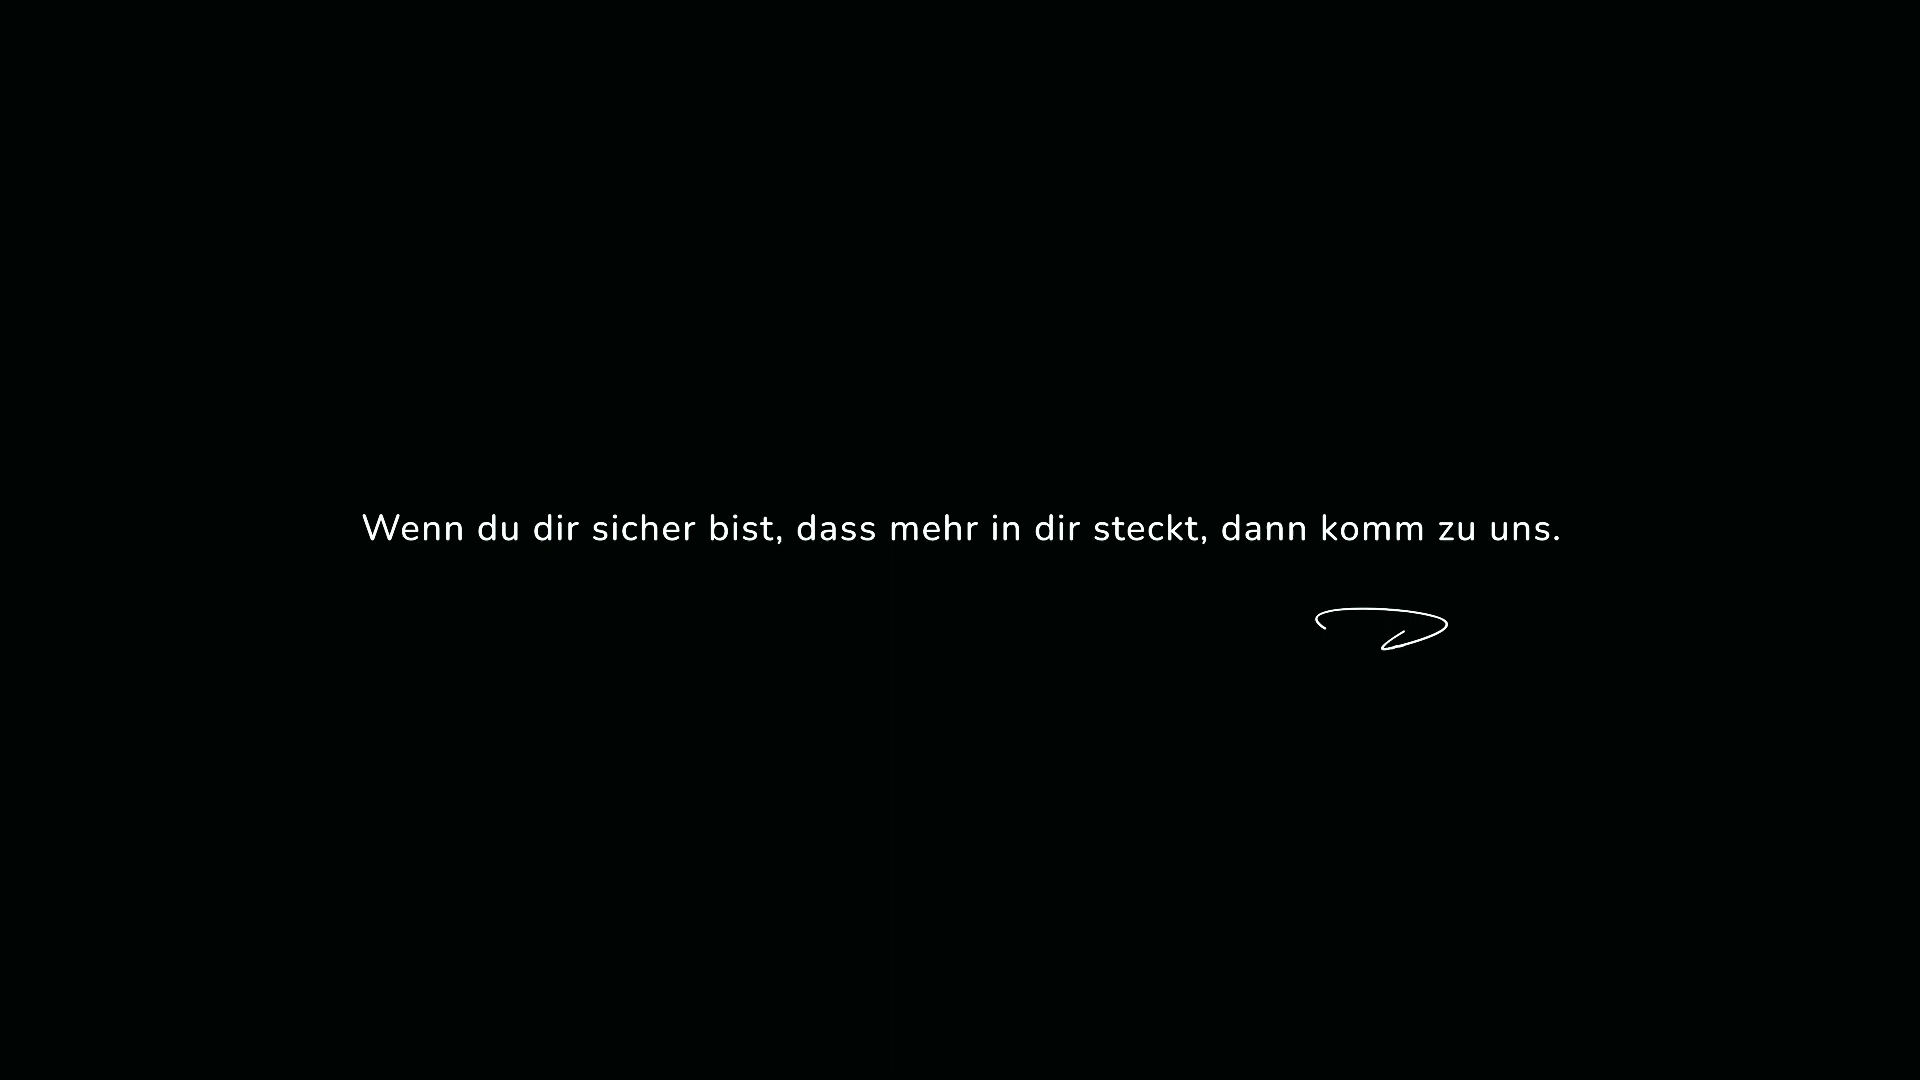 Wenn du dir sicher bist, dass mehr in dir steckt, dann komm zu uns.